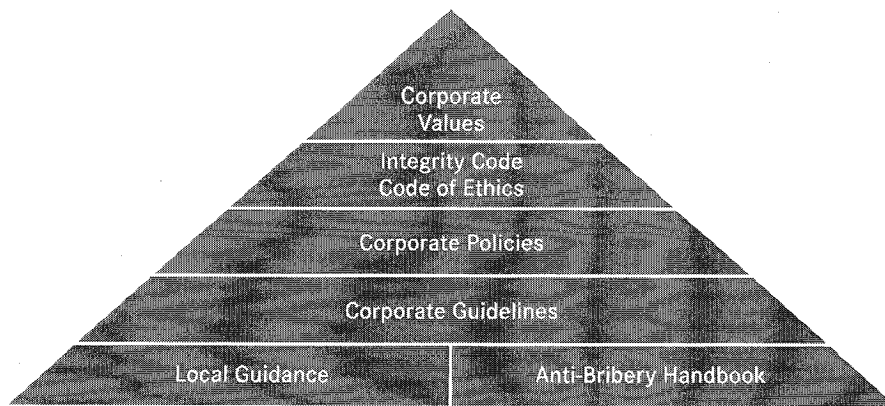 Corporate
Values
Integrity Code
Code of Ethics
Corporate Policies
Corporate Guidelines
Local Guidance
Anti-Bribery Handbook